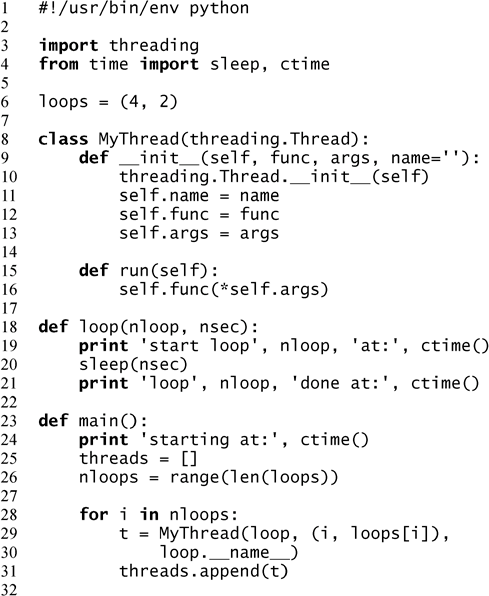 1 #!/usr/bin/env python
2
3 import threading
4 from time import sleep, ctime
5
6 loops = (4, 2)
7
8 class MyThread(threading.Thread):
9     def __init__(self, func, args, name=''):
10         threading.Thread.__init__(self)
11         self.name = name
12         self.func = func
13         self.args = args
14
15     def run(self):
16         self.func(*self.args)
17
18 def loop(nloop, nsec):
19     print 'start loop', nloop, 'at:', ctime()
20     sleep(nsec)
21     print 'loop', nloop, 'done at:', ctime()
22
23 def main():
24     print 'starting at:', ctime()
25     threads = []
26     nloops = range(len(loops))
27
28     for i in nloops:
29         t = MyThread(loop, (i, loops[i]),
30             loop.__name__)
31         threads.append(t)
32